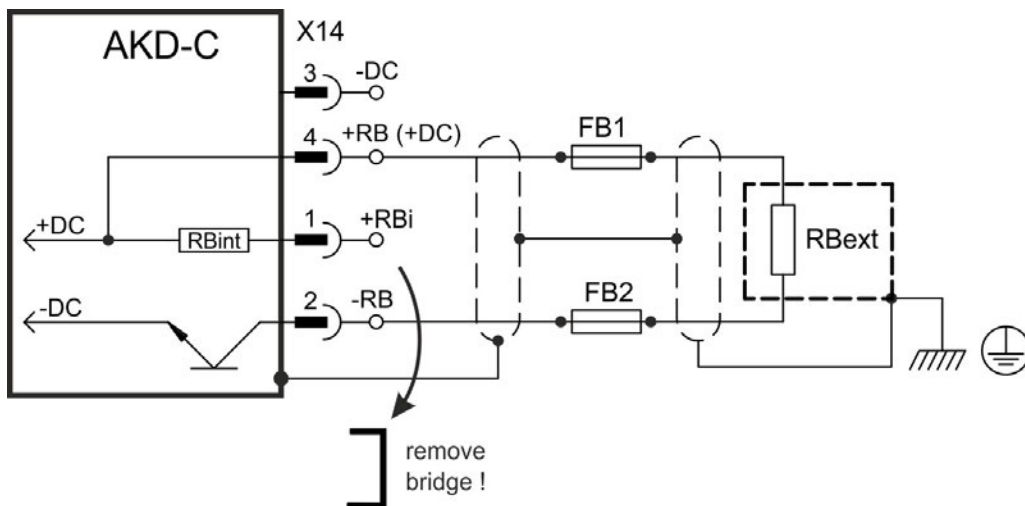 AKD-C
X14
3
-DC
4
+RB (+DC)
FB1
+DC
RBint
1
+RBi
RBext
-DC
2
-RB
FB2
remove
bridge !